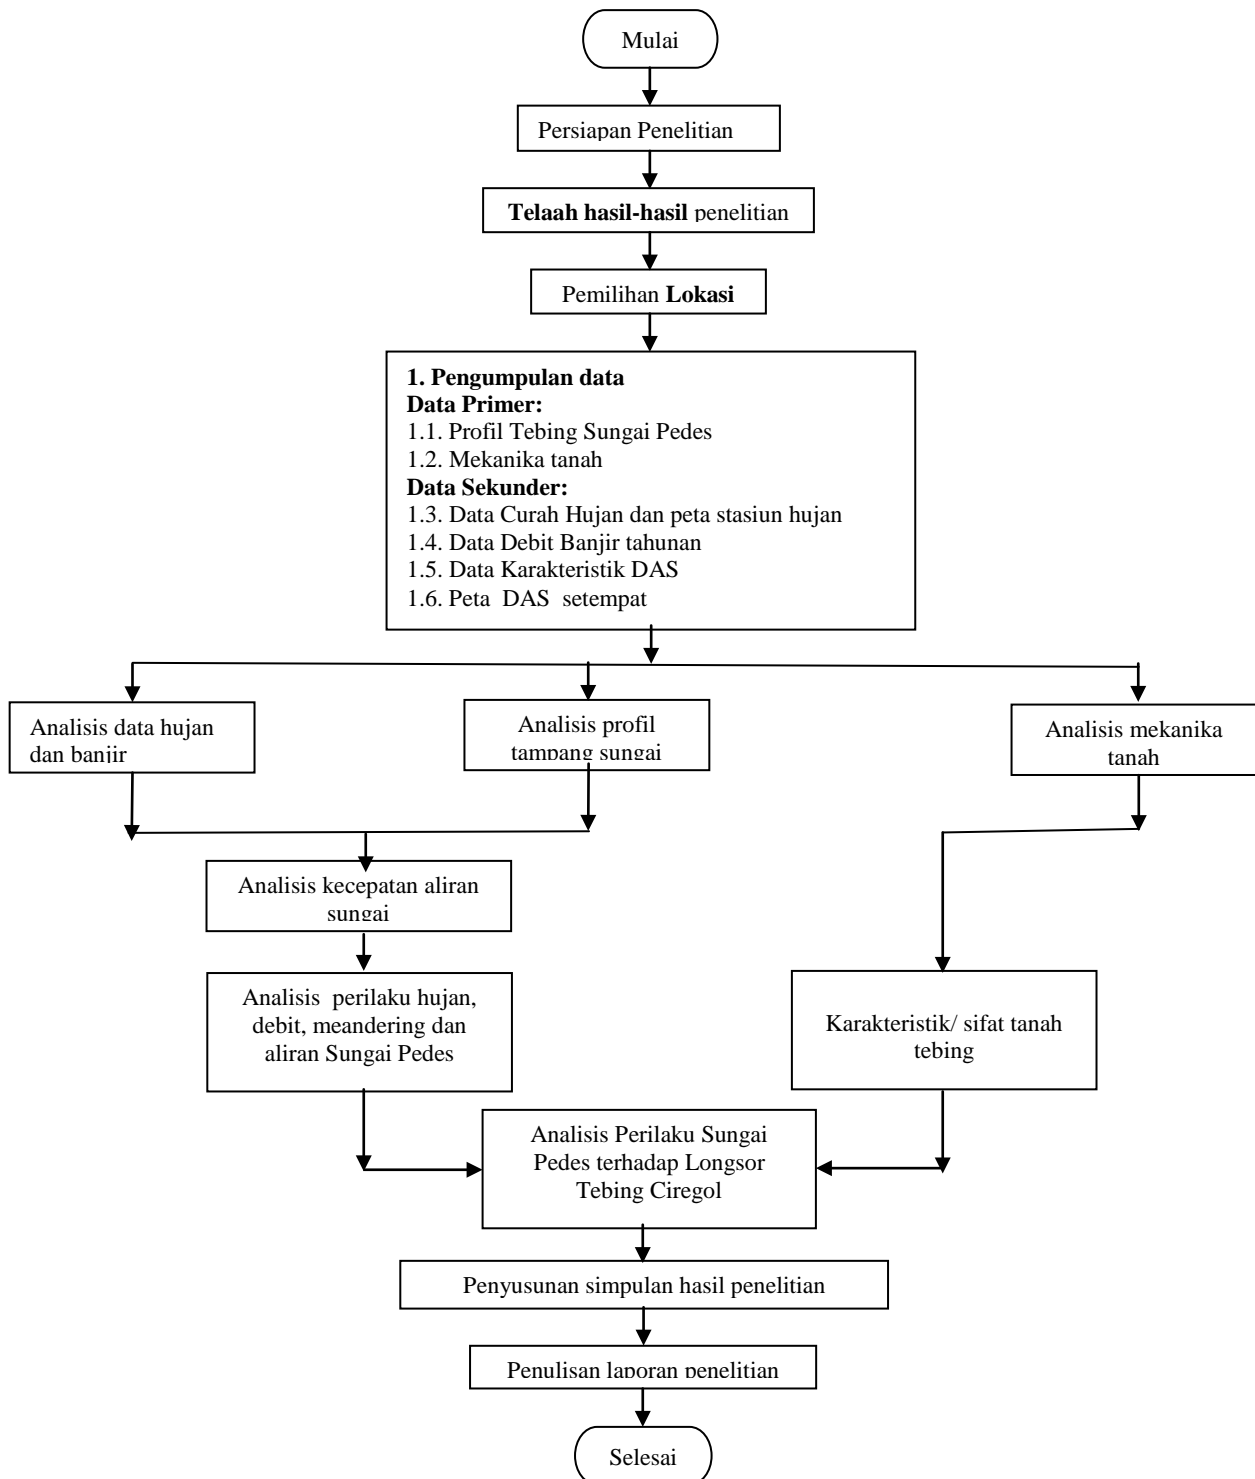 Mulai
Persiapan Penelitian
Telaah hasil-hasil penelitian
Pemilihan Lokasi
1. Pengumpulan data
Data Primer:
1.1. Profil Tebing Sungai Pedes
1.2. Mekanika tanah
Data Sekunder:
1.3. Data Curah Hujan dan peta stasiun hujan
1.4. Data Debit Banjir tahunan
1.5. Data Karakteristik DAS
1.6. Peta DAS setempat
Analisis data hujan
dan banjir
Analisis profil
tampang sungai
Analisis mekanika
tanah
Analisis kecepatan aliran
sungai
Analisis perilaku hujan,
debit, meandering dan
aliran Sungai Pedes
Karakteristik/ sifat tanah
tebing
Analisis Perilaku Sungai
Pedes terhadap Longsor
Tebing Ciregol
Penyusunan simpulan hasil penelitian
Penulisan laporan penelitian
Selesai